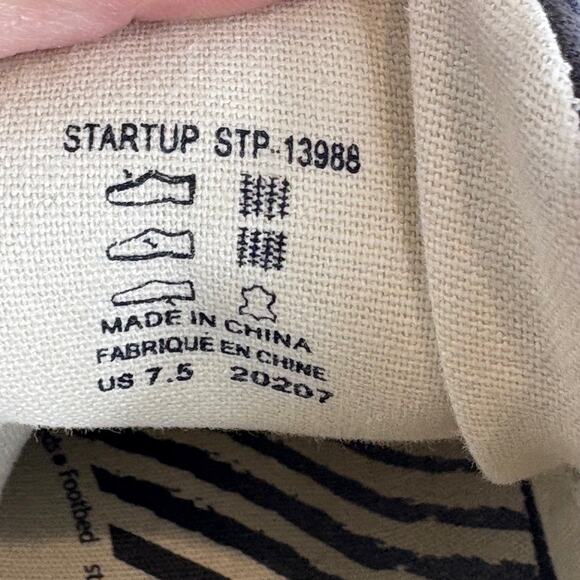 STARTUP STP-13988
MADE IN CHINA
FABRIQUÉ EN CHINE
US 7.5 20207
Footbed